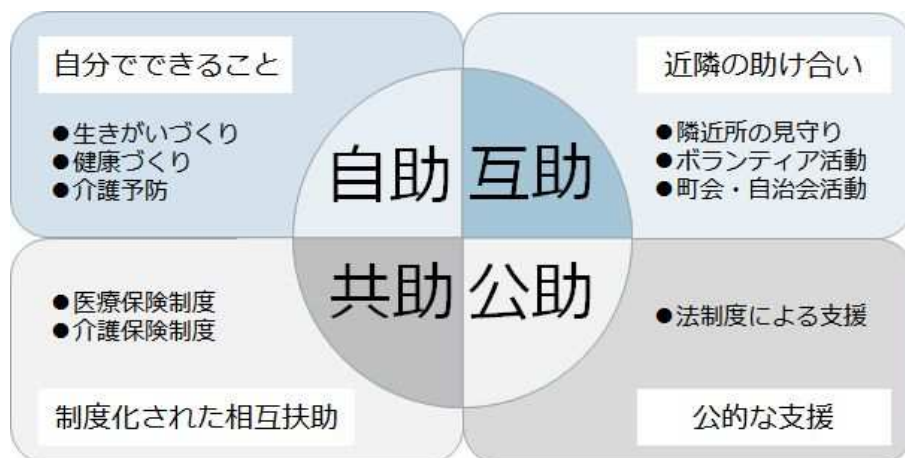 自分でできること
●生きがいづくり
●健康づくり
●介護予防
近隣の助け合い
●隣近所の見守り
●ボランティア活動
●町会・自治会活動
自助
互助
共助
公助
●医療保険制度
●介護保険制度
制度化された相互扶助
●法制度による支援
公的な支援